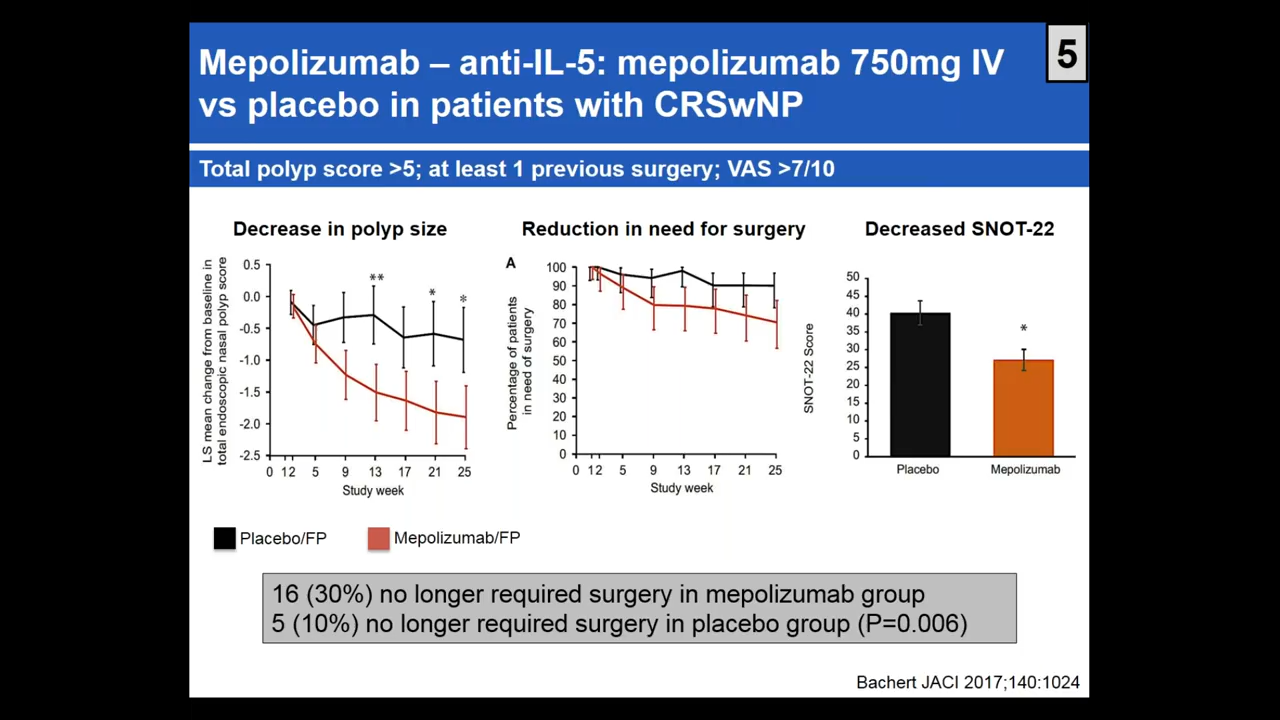 Mepolizumab – anti-IL-5: mepolizumab 750mg IV
vs placebo in patients with CRSwNP
5
Total polyp score >5; at least 1 previous surgery; VAS >7/10
Decrease in polyp size
LS mean change from baseline in
total endoscopic nasal polyp score
0.5
0.0
-0.5
-1.0
-1.5
-2.0
-2.5
**
*
*
0 1 2 5 9 13 17 21 25
Study week
Reduction in need for surgery
A
Percentage of patients
in need of surgery
100
90
80
70
60
50
40
30
20
10
0
0 1 2 5 9 13 17 21 25
Study week
Decreased SNOT-22
SNOT-22 Score
50
45
40
35
30
25
20
15
10
5
0
*
Placebo Mepolizumab
Placebo/FP Mepolizumab/FP
16 (30%) no longer required surgery in mepolizumab group
5 (10%) no longer required surgery in placebo group (P=0.006)
Bachert JACI 2017;140:1024